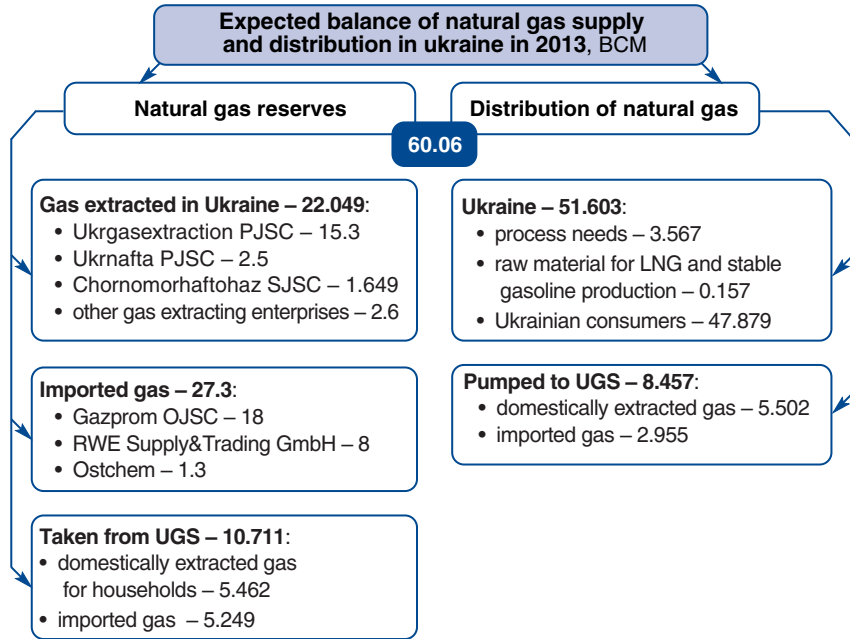 Expected balance of natural gas supply
and distribution in ukraine in 2013, BCM
Natural gas reserves
Distribution of natural gas
60.06
Gas extracted in Ukraine – 22.049:
• Ukrgasextraction PJSC – 15.3
• Ukrnafta PJSC – 2.5
• Chornomorhaftohaz SJSC – 1.649
• other gas extracting enterprises – 2.6
Imported gas – 27.3:
• Gazprom OJSC – 18
• RWE Supply&Trading GmbH – 8
• Ostchem – 1.3
Taken from UGS – 10.711:
• domestically extracted gas
for households – 5.462
• imported gas – 5.249
Ukraine – 51.603:
• process needs – 3.567
• raw material for LNG and stable
gasoline production – 0.157
• Ukrainian consumers – 47.879
Pumped to UGS – 8.457:
• domestically extracted gas – 5.502
• imported gas – 2.955